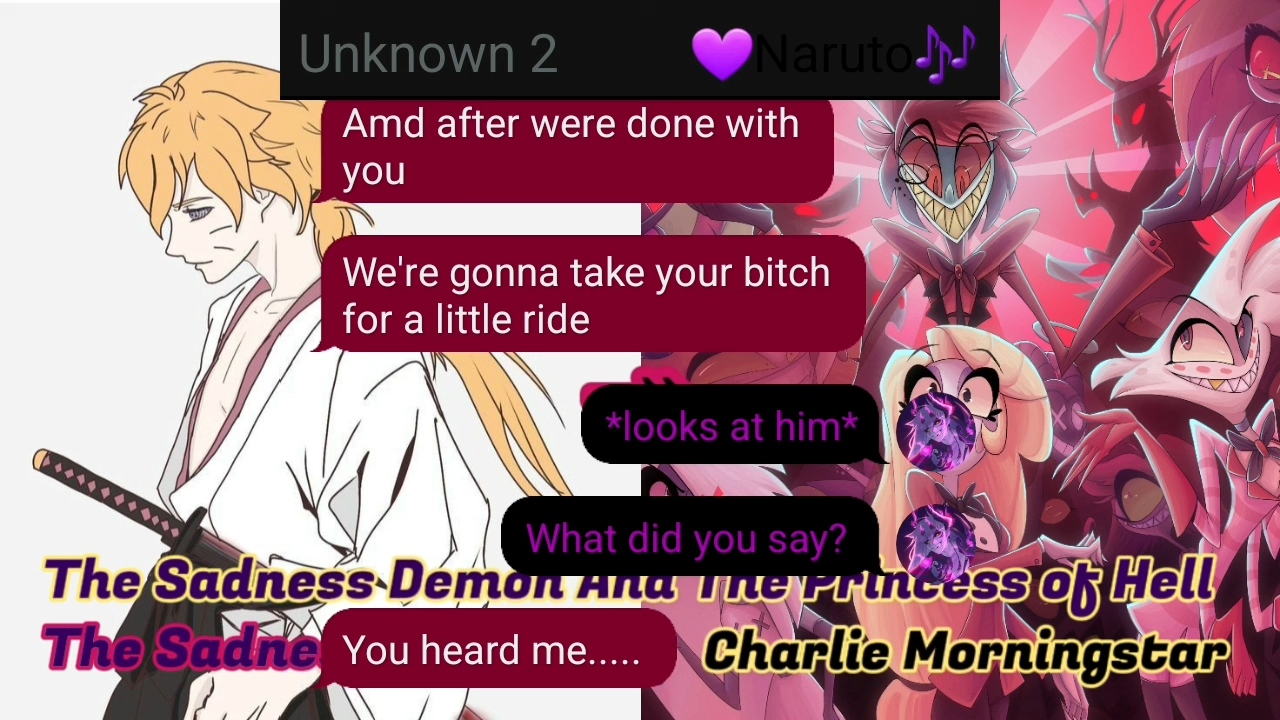 Unknown 2
💜Naruto🎶
Amd after were done with
you
We're gonna take your bitch
for a little ride
*looks at him*
What did you say?
The Sadness Demon And The Princess of Hell
You heard me.....
The Sadne
Charlie Morningstar